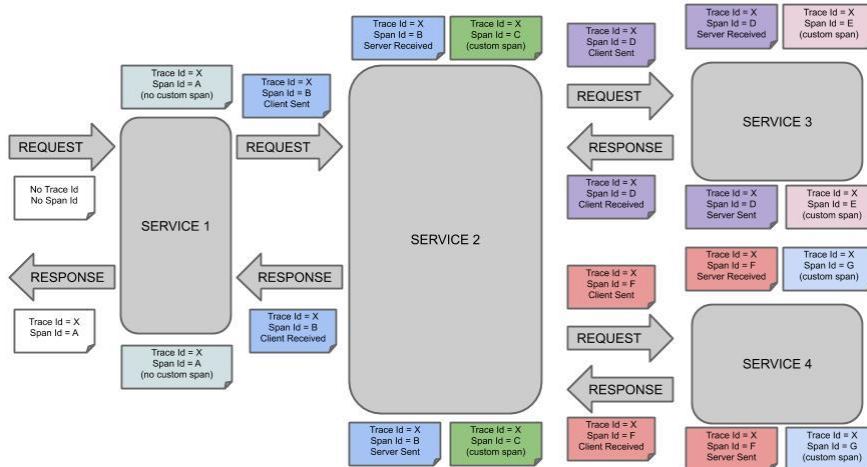 Trace Id = X
Span Id = B
Server Received
Trace Id = X
Span Id = C
(custom span)
Trace Id = X
Span Id = D
Client Sent
Trace Id = X
Span Id = D
Server Received
Trace Id = X
Span Id = E
(custom span)
Trace Id = X
Span Id = A
(no custom span)
Trace Id = X
Span Id = B
Client Sent
REQUEST
REQUEST
REQUEST
SERVICE 3
RESPONSE
No Trace Id
No Span Id
SERVICE 1
SERVICE 2
Trace Id = X
Span Id = D
Client Received
Trace Id = X
Span Id = D
Server Sent
Trace Id = X
Span Id = E
(custom span)
RESPONSE
RESPONSE
Trace Id = X
Span Id = F
Client Sent
Trace Id = X
Span Id = F
Server Received
Trace Id = X
Span Id = G
(custom span)
Trace Id = X
Span Id = A
Trace Id = X
Span Id = B
Client Received
REQUEST
SERVICE 4
Trace Id = X
Span Id = A
(no custom span)
RESPONSE
Trace Id = X
Span Id = B
Server Sent
Trace Id = X
Span Id = C
(custom span)
Trace Id = X
Span Id = F
Client Received
Trace Id = X
Span Id = F
Server Sent
Trace Id = X
Span Id = G
(custom span)